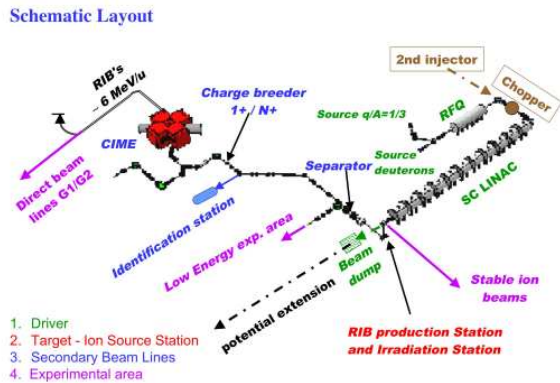 Schematic Layout
RIB's
~ 6 MeV/u
CIME
Direct beam
lines G1/G2
Charge breeder
1+ / N+
Identification station
Low Energy exp. area
Separator
Source q/A=1/3
Source
deuterons
RFQ
2nd injector
Chopper
SC LINAC
Beam
dump
potential extension
Stable ion
beams
RIB production Station
and Irradiation Station
1. Driver
2. Target - Ion Source Station
3. Secondary Beam Lines
4. Experimental area